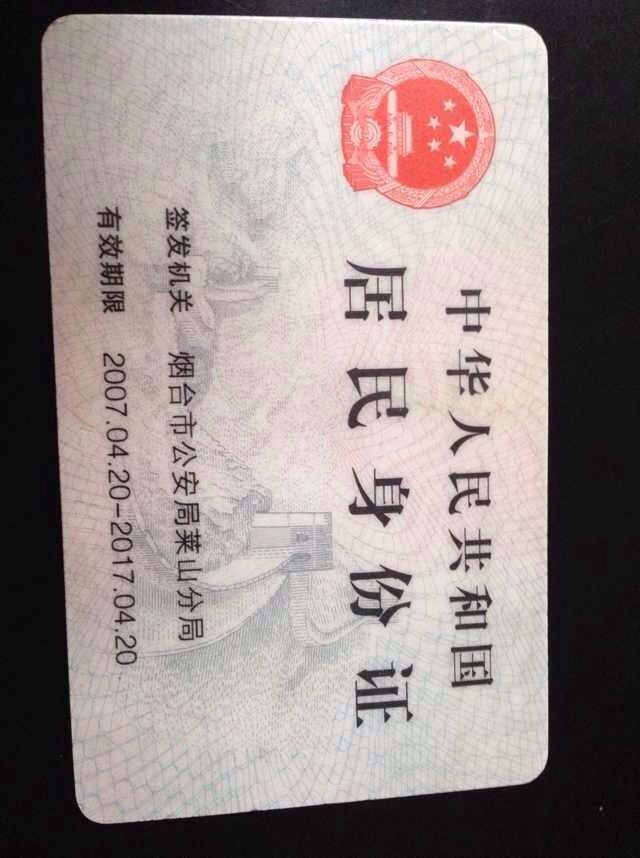 中华人民共和国
居民身份证
签发机关 烟台市公安局莱山分局
有效期限 2007.04.20-2017.04.20